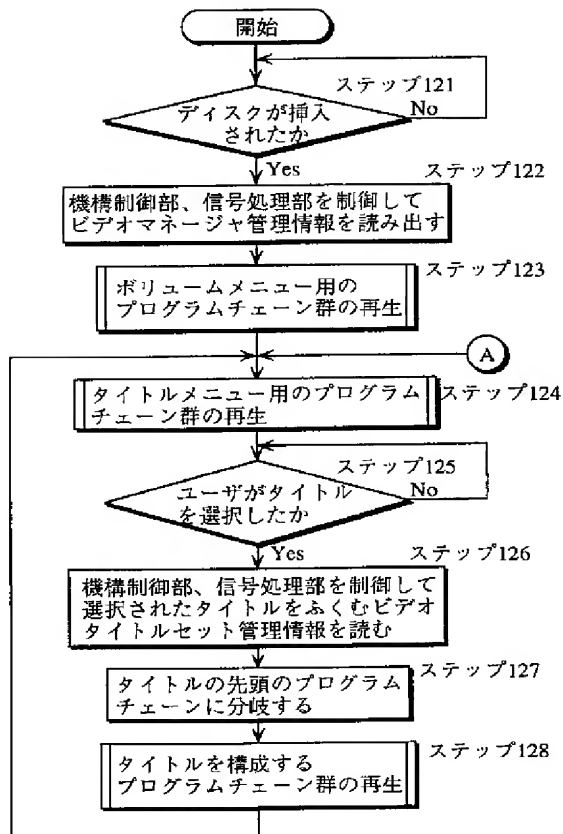 開始
ステップ121
ディスクが挿入
されたか
No
Yes
ステップ122
機構制御部、信号処理部を制御して
ビデオマネージャ管理情報を読み出す
ステップ123
ボリュームメニュー用の
プログラムチェーン群の再生
A
タイトルメニュー用のプログラム
チェーン群の再生
ステップ124
ステップ125
ユーザがタイトル
を選択したか
No
Yes
ステップ126
機構制御部、信号処理部を制御して
選択されたタイトルをふくむビデオ
タイトルセット管理情報を読む
ステップ127
タイトルの先頭のプログラム
チェーンに分岐する
ステップ128
タイトルを構成する
プログラムチェーン群の再生